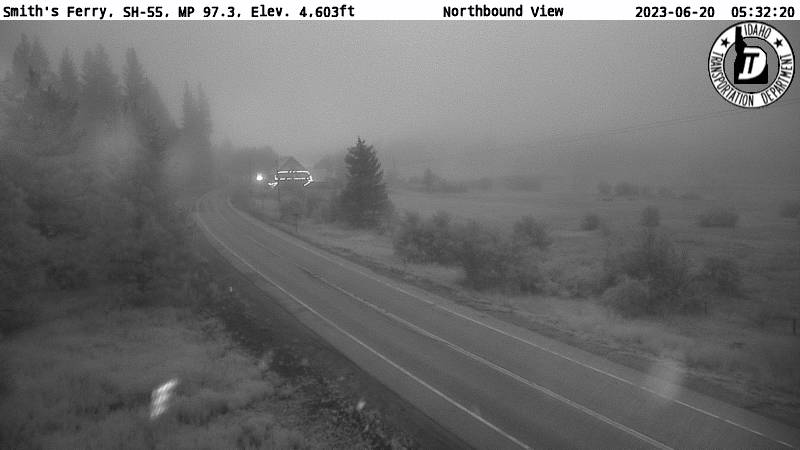 Smith's Ferry, SH-55, MP 97.3, Elev. 4,603ft Northbound View 2023-06-20 05:32:20
IDAHO
TRANSPORTATION DEPARTMENT